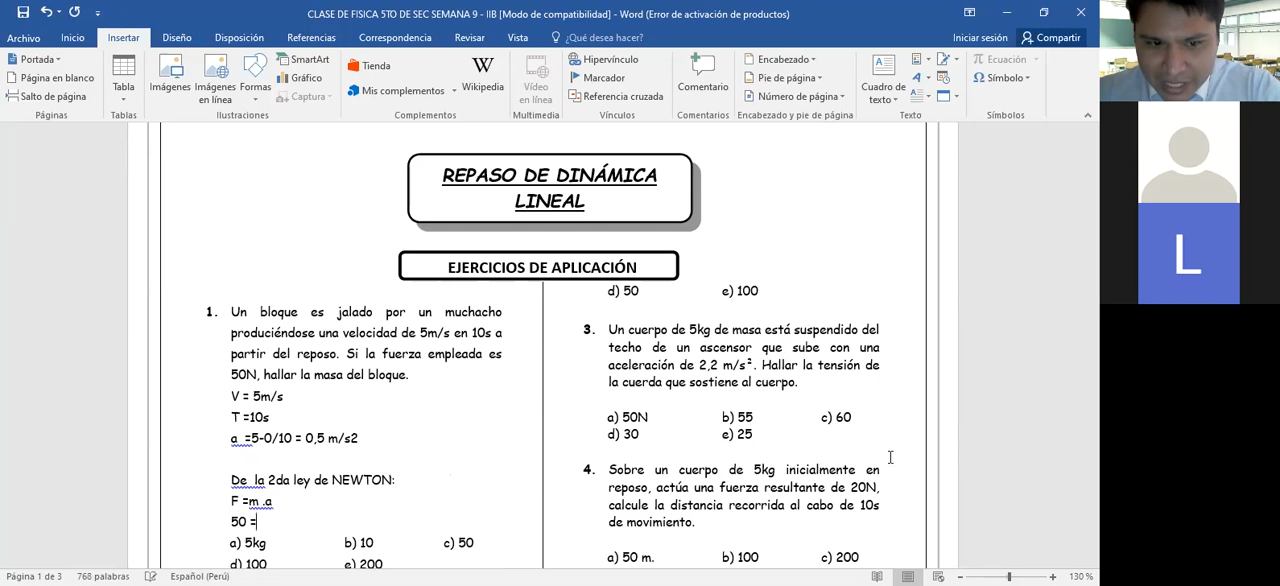 CLASE DE FISICA 5TO DE SEC SEMANA 9 - IIB [Modo de compatibilidad] - Word (Error de activación de productos)
Archivo Inicio Insertar Diseño Disposición Referencias Correspondencia Revisar Vista ¿Qué desea hacer? Iniciar sesión Compartir
Portada
Página en blanco
Salto de página
Páginas
Tabla
Tablas
Imágenes
Imágenes
en línea
Formas
SmartArt
Gráfico
Captura
Ilustraciones
Tienda
Mis complementos
Wikipedia
Complementos
Vídeo
en línea
Multimedia
Hipervínculo
Marcador
Referencia cruzada
Vínculos
Comentario
Comentarios
Encabezado
Pie de página
Número de página
Encabezado y pie de página
Cuadro de
texto
Texto
Ecuación
Símbolo
Símbolos
REPASO DE DINÁMICA
LINEAL
EJERCICIOS DE APLICACIÓN
1. Un bloque es jalado por un muchacho
produciéndose una velocidad de 5m/s en 10s a
partir del reposo. Si la fuerza empleada es
50N, hallar la masa del bloque.
V = 5m/s
T =10s
a =5-0/10 = 0,5 m/s2
De la 2da ley de NEWTON:
F =m .a
50 =
a) 5kg b) 10 c) 50
d) 100 e) 200
d) 50 e) 100
3. Un cuerpo de 5kg de masa está suspendido del
techo de un ascensor que sube con una
aceleración de 2,2 m/s². Hallar la tensión de
la cuerda que sostiene al cuerpo.
a) 50N b) 55 c) 60
d) 30 e) 25
4. Sobre un cuerpo de 5kg inicialmente en
reposo, actúa una fuerza resultante de 20N,
calcule la distancia recorrida al cabo de 10s
de movimiento.
a) 50 m. b) 100 c) 200
L
Página 1 de 3 768 palabras Español (Perú) 130 %